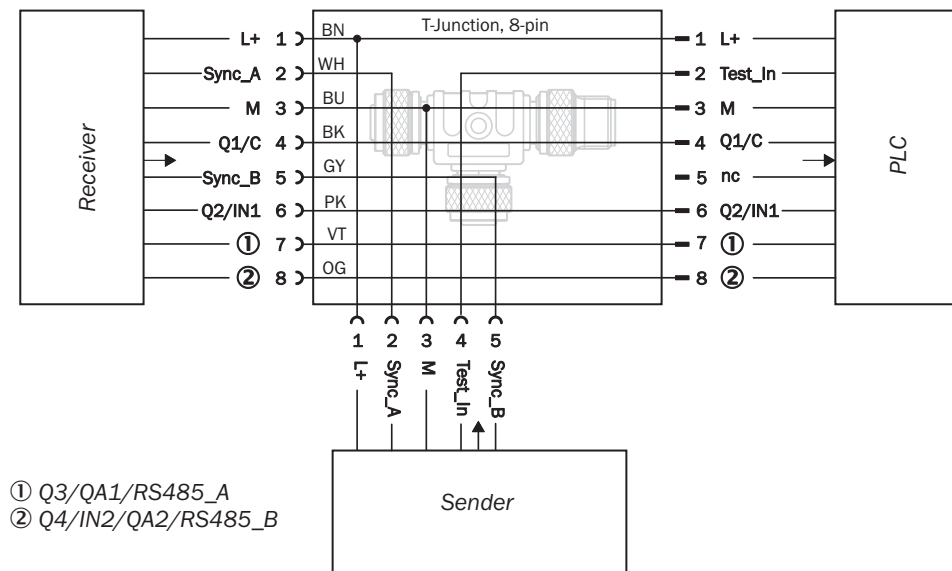 T-Junction, 8-pin
Receiver
L+ 1 BN 1 L+
Sync_A 2 WH 2 Test_In
M 3 BU 3 M
Q1/C 4 BK 4 Q1/C
Sync_B 5 GY 5 nc
Q2/IN1 6 PK 6 Q2/IN1
① 7 VT 7 ①
② 8 OG 8 ②
PLC
1 2 3 4 5
L+
Sync_A
M
Test_In
Sync_B
Sender
① Q3/QA1/RS485_A
② Q4/IN2/QA2/RS485_B